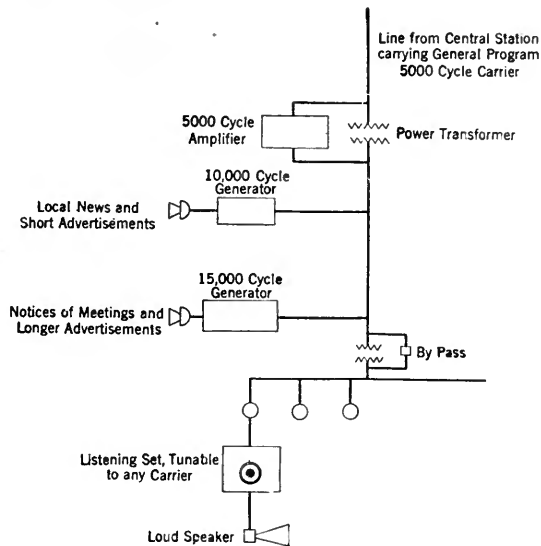 Line from Central Station
carrying General Program
5000 Cycle Carrier
5000 Cycle
Amplifier
Power Transformer
10,000 Cycle
Generator
Local News and
Short Advertisements
15,000 Cycle
Generator
Notices of Meetings and
Longer Advertisements
By Pass
Listening Set, Tunable
to any Carrier
Loud Speaker